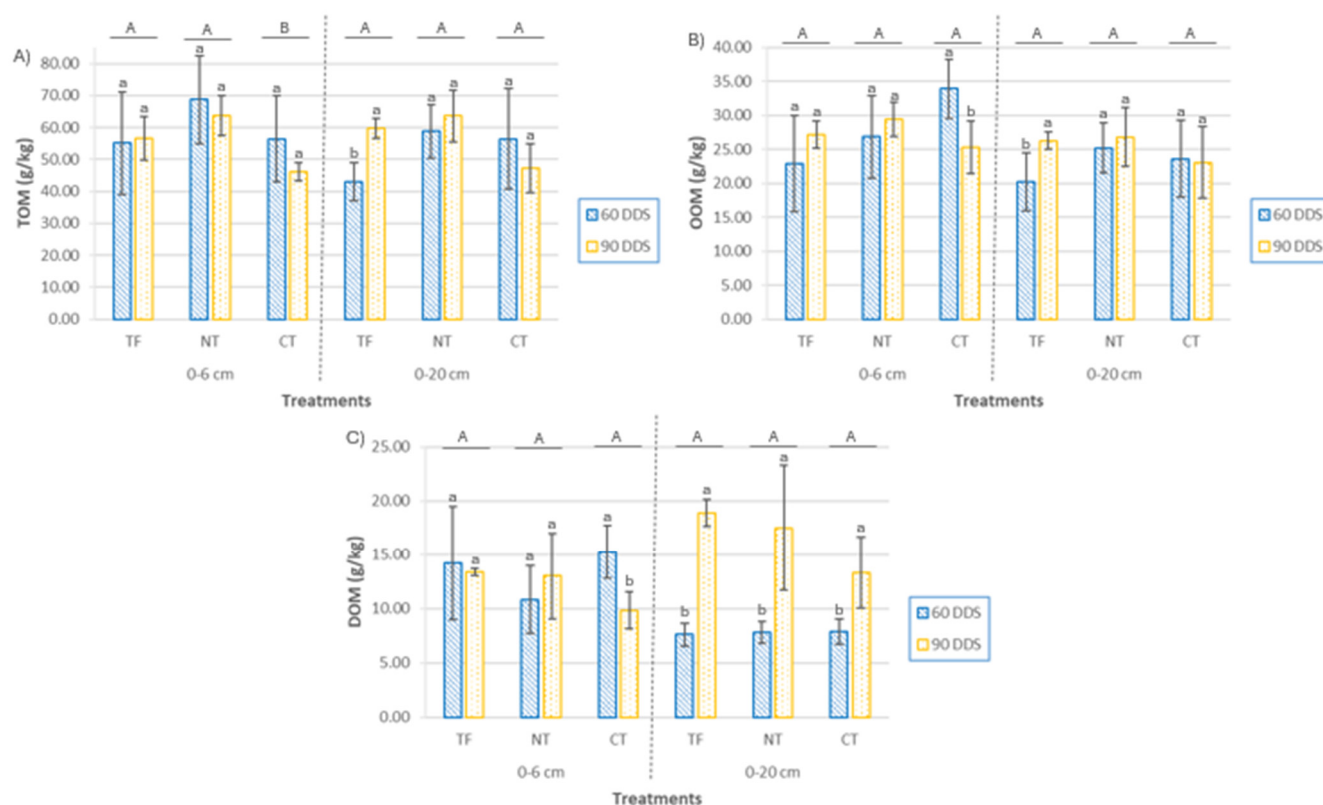 A)
A A B A A A
80.00
70.00
60.00
50.00
40.00
30.00
20.00
10.00
0.00
TOM (g/kg)
a a a a a a b a a a a a
TF NT CT TF NT CT
0-6 cm 0-20 cm
Treatments
60 DDS
90 DDS
B)
A A A A A A
40.00
35.00
30.00
25.00
20.00
15.00
10.00
5.00
0.00
OOM (g/kg)
a a a a a b b a a a a a
TF NT CT TF NT CT
0-6 cm 0-20 cm
Treatments
60 DDS
90 DDS
C)
A A A A A A
25.00
20.00
15.00
10.00
5.00
0.00
DOM (g/kg)
a a a a a b b a b a b a
TF NT CT TF NT CT
0-6 cm 0-20 cm
Treatments
60 DDS
90 DDS